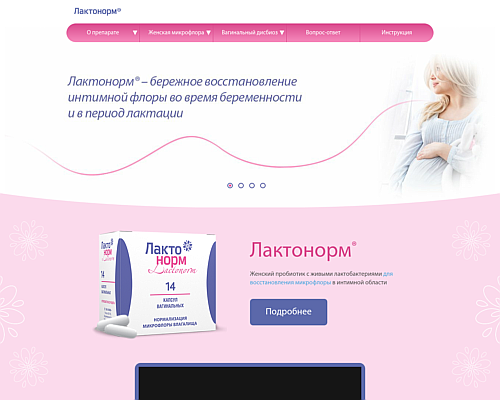 Лактонорм®
О препарате
Женская микрофлора
Вагинальный дисбиоз
Вопрос-ответ
Инструкция
Лактонорм® – бережное восстановление
интимной флоры во время беременности
и в период лактации
Лакто
норм
Lactonorm
14
КАПСУЛ
ВАГИНАЛЬНЫХ
НОРМАЛИЗАЦИЯ
МИКРОФЛОРЫ ВЛАГАЛИЩА
Лактонорм®
Женский пробиотик с живыми лактобактериями для
восстановления микрофлоры в интимной области
Подробнее